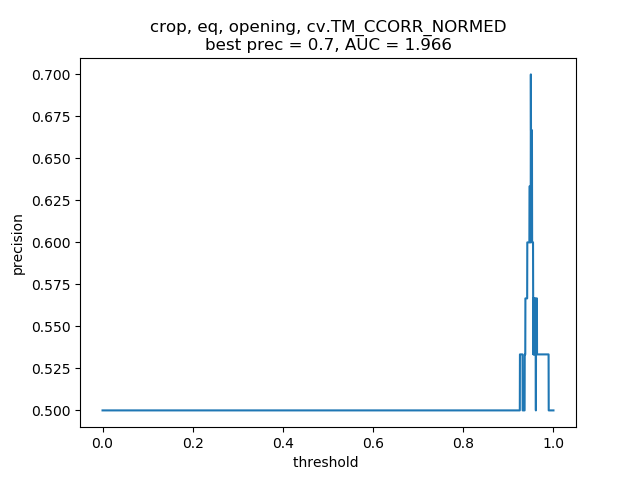 crop, eq, opening, cv.TM_CCORR_NORMED
best prec = 0.7, AUC = 1.966
0.700
0.675
0.650
0.625
0.600
0.575
0.550
0.525
0.500
precision
0.0 0.2 0.4 0.6 0.8 1.0
threshold